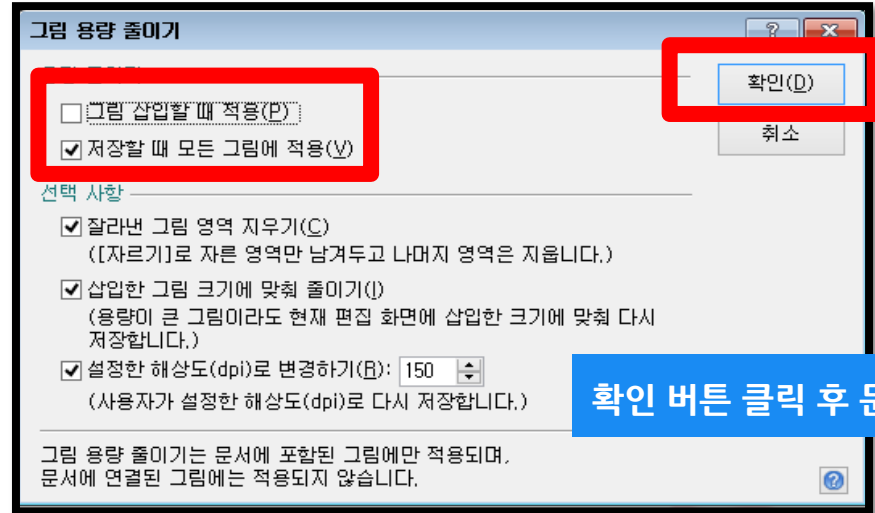 그림 용량 줄이기
확인(D)
그림 삽입할 때 적용(P)
취소
저장할 때 모든 그림에 적용(V)
선택 사항
잘라낸 그림 영역 지우기(C)
([자르기]로 자른 영역만 남겨두고 나머지 영역은 지웁니다.)
삽입한 그림 크기에 맞춰 줄이기(I)
(용량이 큰 그림이라도 현재 편집 화면에 삽입한 크기에 맞춰 다시
저장합니다.)
설정한 해상도(dpi)로 변경하기(R): 150
(사용자가 설정한 해상도(dpi)로 다시 저장합니다.)
확인 버튼 클릭 후
그림 용량 줄이기는 문서에 포함된 그림에만 적용되며,
문서에 연결된 그림에는 적용되지 않습니다.